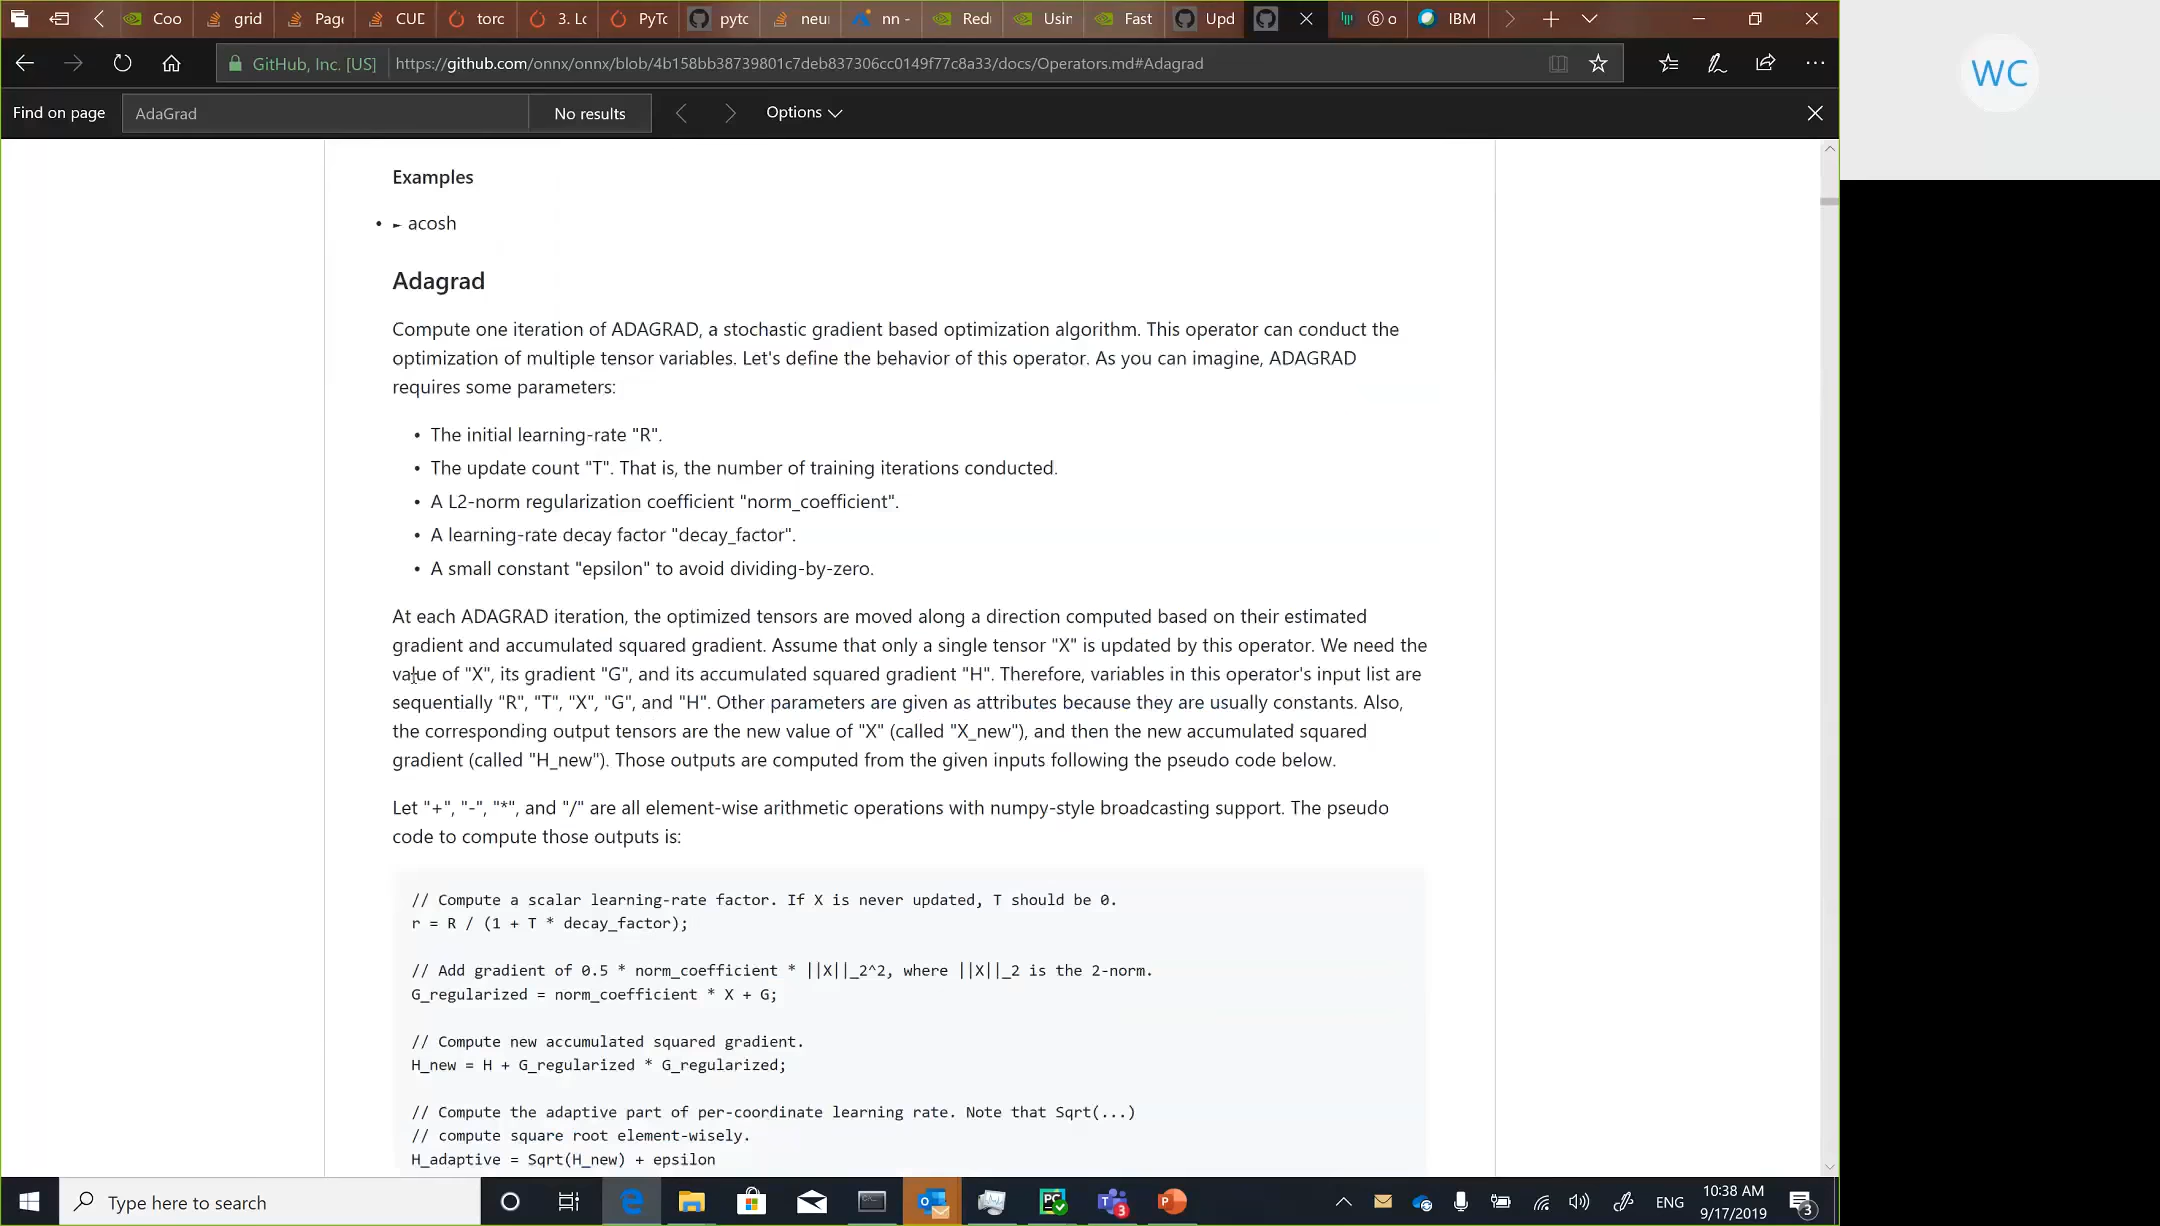 Coo grid Page CUD torc 3. Lo PyTo pytc neu nn - Red Usin Fast Upd ⑥ o IBM
GitHub, Inc. [US] https://github.com/onnx/onnx/blob/4b158bb38739801c7deb837306cc0149f77c8a33/docs/Operators.md#Adagrad
WC
Find on page AdaGrad No results Options
Examples
• ► acosh
Adagrad
Compute one iteration of ADAGRAD, a stochastic gradient based optimization algorithm. This operator can conduct the
optimization of multiple tensor variables. Let's define the behavior of this operator. As you can imagine, ADAGRAD
requires some parameters:
• The initial learning-rate "R".
• The update count "T". That is, the number of training iterations conducted.
• A L2-norm regularization coefficient "norm_coefficient".
• A learning-rate decay factor "decay_factor".
• A small constant "epsilon" to avoid dividing-by-zero.
At each ADAGRAD iteration, the optimized tensors are moved along a direction computed based on their estimated
gradient and accumulated squared gradient. Assume that only a single tensor "X" is updated by this operator. We need the
value of "X", its gradient "G", and its accumulated squared gradient "H". Therefore, variables in this operator's input list are
sequentially "R", "T", "X", "G", and "H". Other parameters are given as attributes because they are usually constants. Also,
the corresponding output tensors are the new value of "X" (called "X_new"), and then the new accumulated squared
gradient (called "H_new"). Those outputs are computed from the given inputs following the pseudo code below.
Let "+", "-", "*", and "/" are all element-wise arithmetic operations with numpy-style broadcasting support. The pseudo
code to compute those outputs is:
// Compute a scalar learning-rate factor. If X is never updated, T should be 0.
r = R / (1 + T * decay_factor);
// Add gradient of 0.5 * norm_coefficient * ||X||_2^2, where ||X||_2 is the 2-norm.
G_regularized = norm_coefficient * X + G;
// Compute new accumulated squared gradient.
H_new = H + G_regularized * G_regularized;
// Compute the adaptive part of per-coordinate learning rate. Note that Sqrt(...)
// compute square root element-wisely.
H_adaptive = Sqrt(H_new) + epsilon
Type here to search PC 3 P ENG 10:38 AM
9/17/2019 3